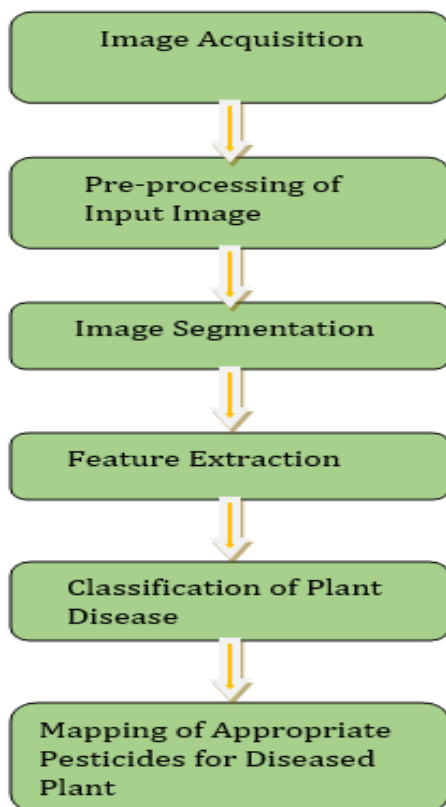 Image Acquisition
Pre-processing of
Input Image
Image Segmentation
Feature Extraction
Classification of Plant
Disease
Mapping of Appropriate
Pesticides for Diseased
Plant